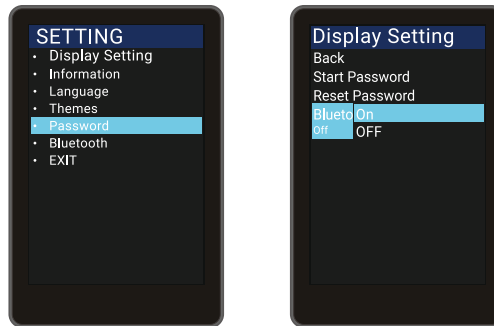 SETTING
• Display Setting
• Information
• Language
• Themes
• Password
• Bluetooth
• EXIT
Display Setting
Back
Start Password
Reset Password
Blueto On
Off OFF